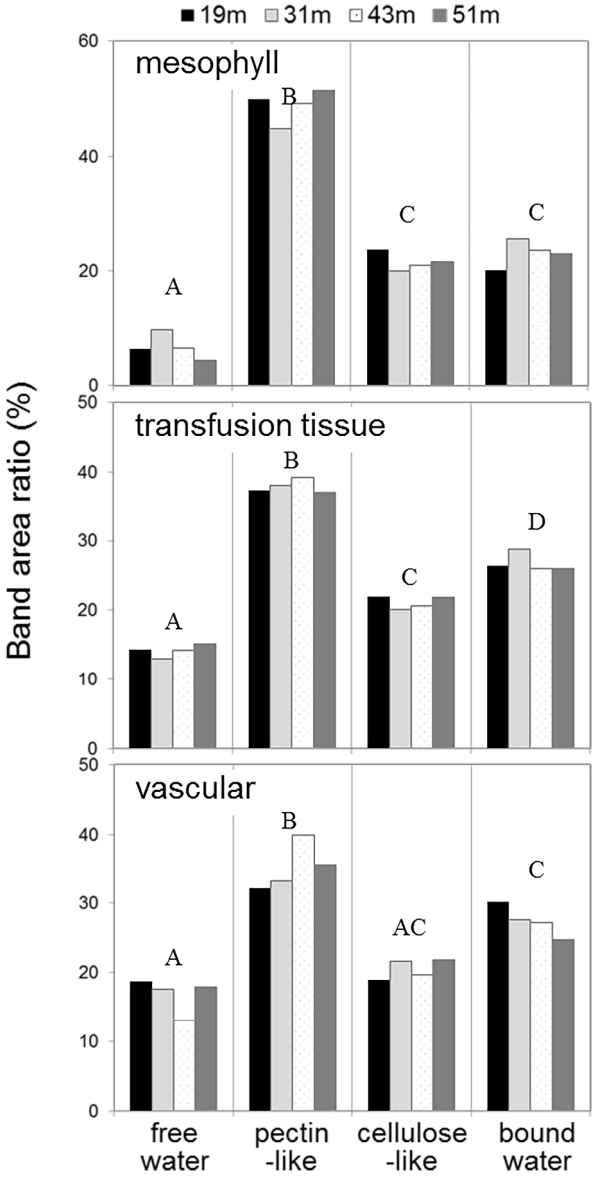 19m 31m 43m 51m
Band area ratio (%)
60
mesophyll
B
40
C C
A
20
0
50
transfusion tissue
B
40
D
30
C
A
20
10
0
50
vascular
B
40
C
30
AC
A
20
10
0
free pectin cellulose bound
water -like -like water